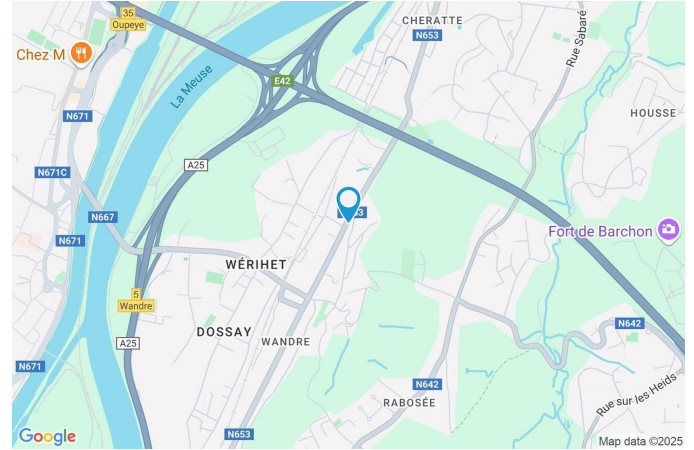 35
Oupeye
CHERATTE
N653
Chez M
Rue Sabaré
La Meuse
E42
HOUSSE
N671
A25
N671C
N667
Fort de Barchon
N671
WÉRIHET
5
Wandre
DOSSAY
N642
A25
WANDRE
N671
N642
Rue sur les Heids
RABOSÉE
N653
Google
Map data ©2025